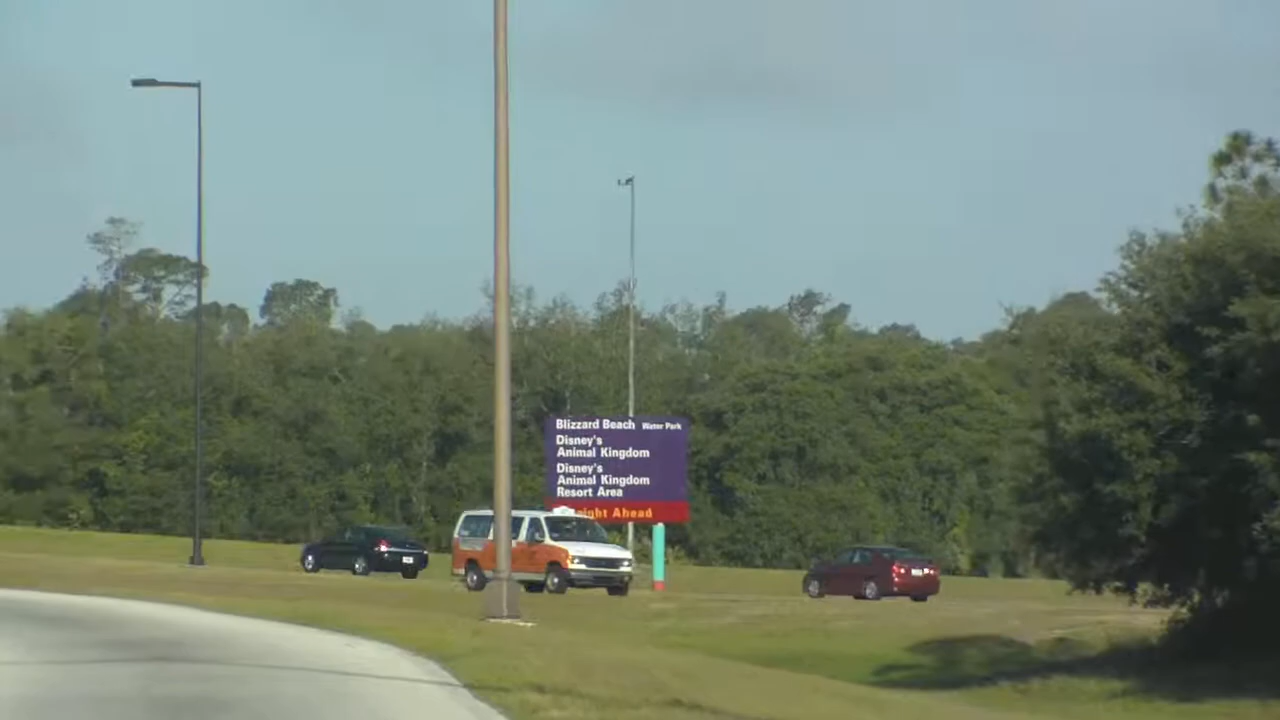 Blizzard Beach Water Park
Disney's
Animal Kingdom
Disney's
Animal Kingdom
Resort Area
Ahead